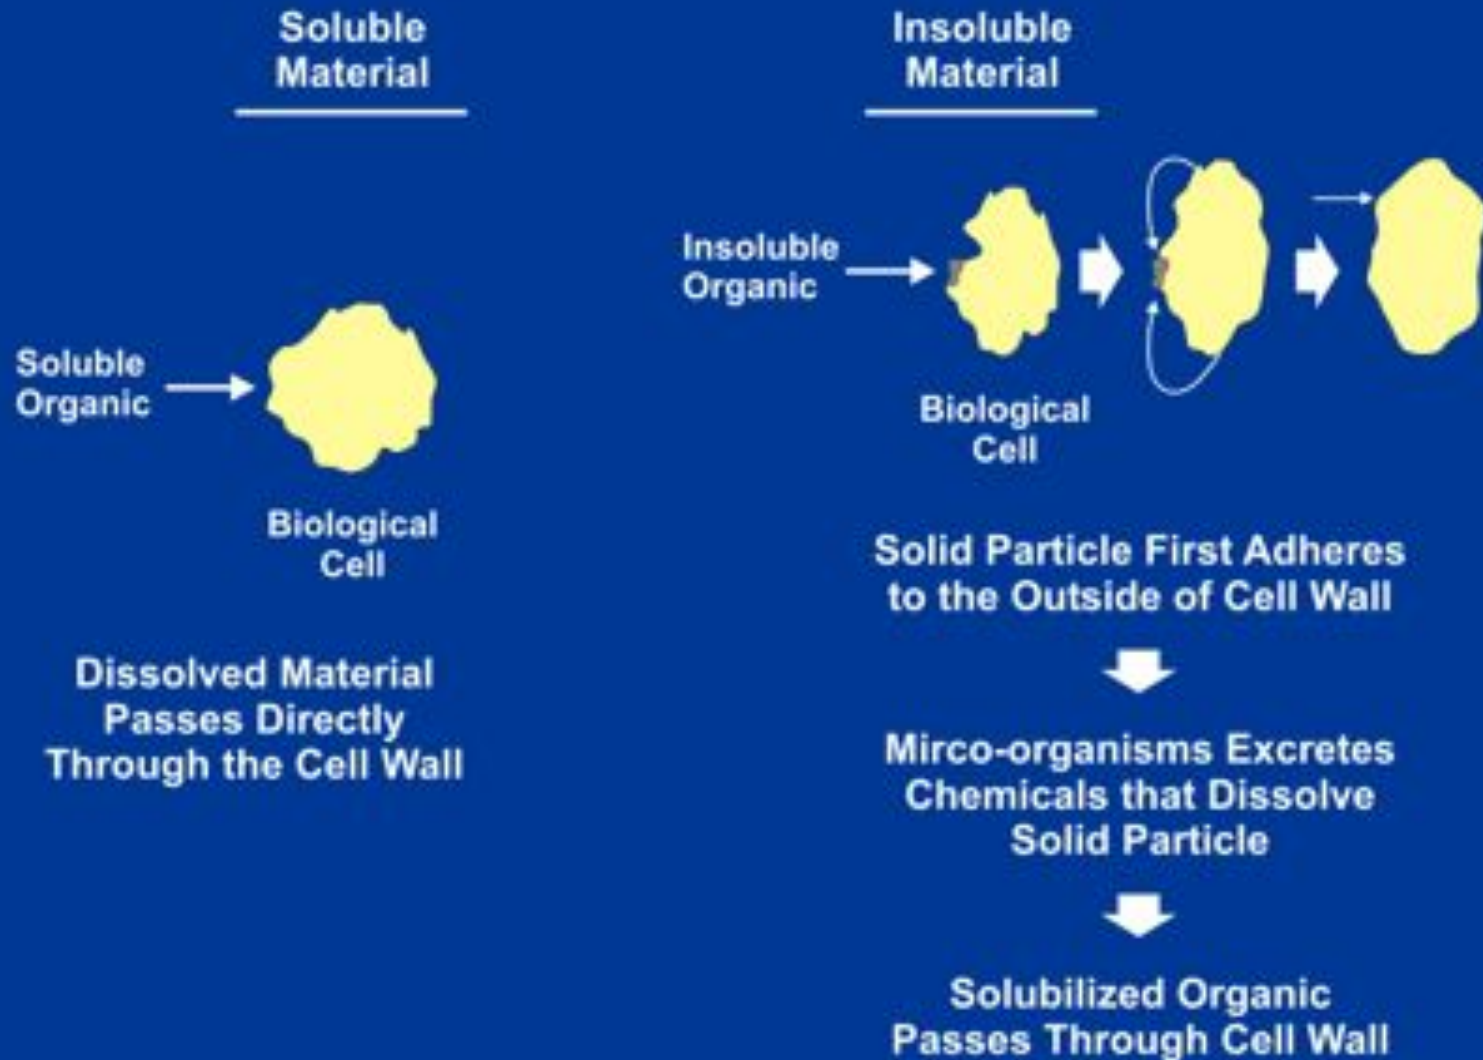 Soluble
Material
Soluble
Organic
Biological
Cell
Dissolved Material
Passes Directly
Through the Cell Wall
Insoluble
Material
Insoluble
Organic
Biological
Cell
Solid Particle First Adheres
to the Outside of Cell Wall
Mirco-organisms Excretes
Chemicals that Dissolve
Solid Particle
Solubilized Organic
Passes Through Cell Wall